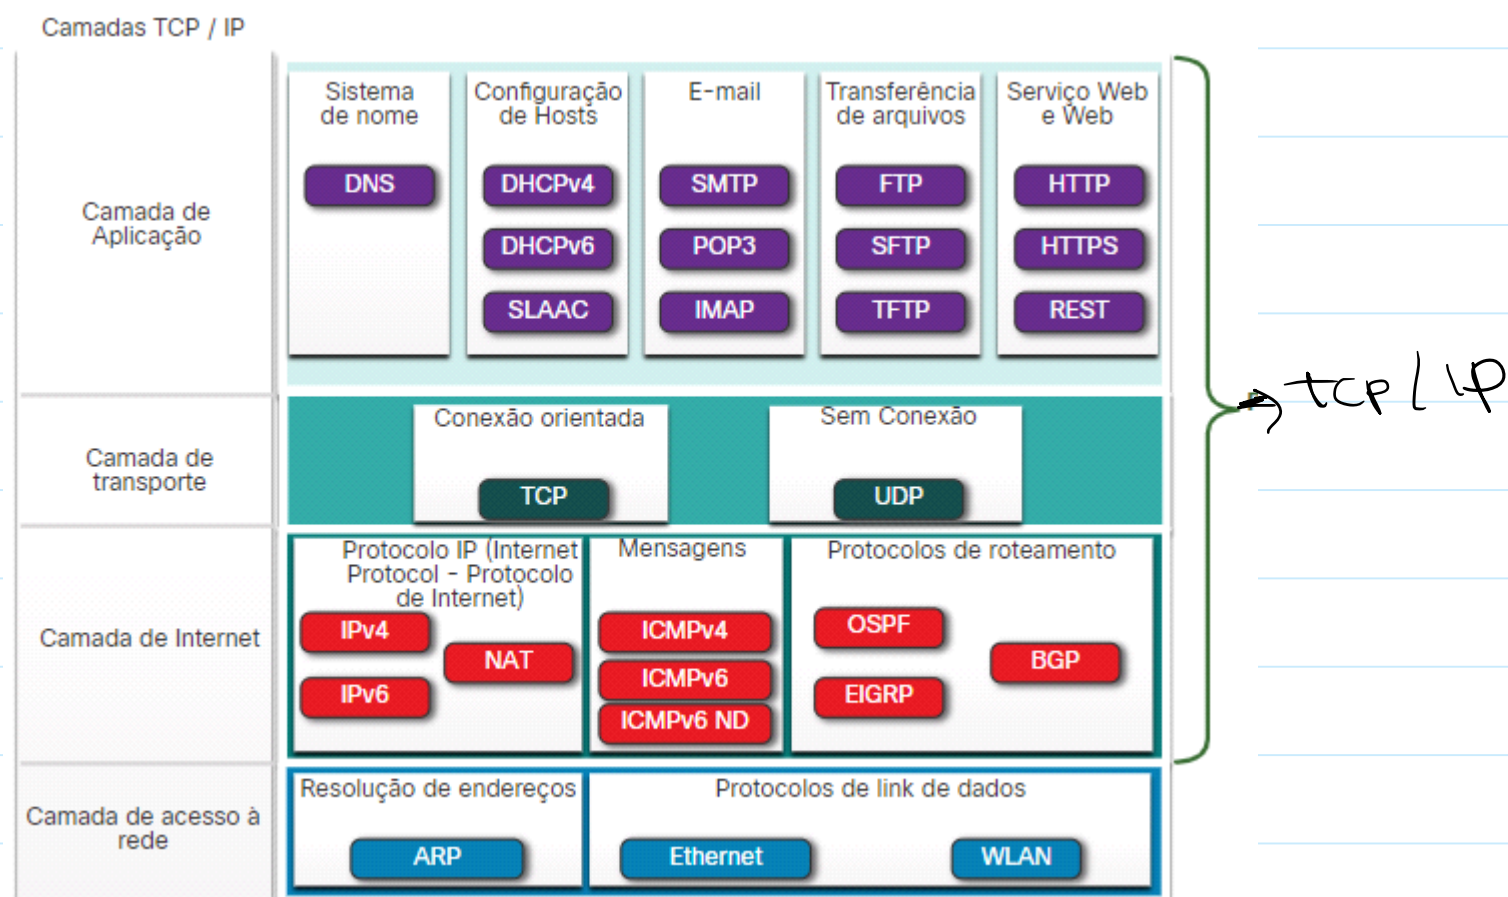 Camadas TCP / IP
Camada de
Aplicação
Sistema
de nome
DNS
Configuração
de Hosts
DHCPv4
DHCPv6
SLAAC
E-mail
SMTP
POP3
IMAP
Transferência
de arquivos
FTP
SFTP
TFTP
Serviço Web
e Web
HTTP
HTTPS
REST
tcp / IP
Camada de
transporte
Conexão orientada
TCP
Sem Conexão
UDP
Camada de Internet
Protocolo IP (Internet
Protocol - Protocolo
de Internet)
IPv4
NAT
IPv6
Mensagens
ICMPv4
ICMPv6
ICMPv6 ND
Protocolos de roteamento
OSPF
BGP
EIGRP
Camada de acesso à
rede
Resolução de endereços
ARP
Protocolos de link de dados
Ethernet
WLAN